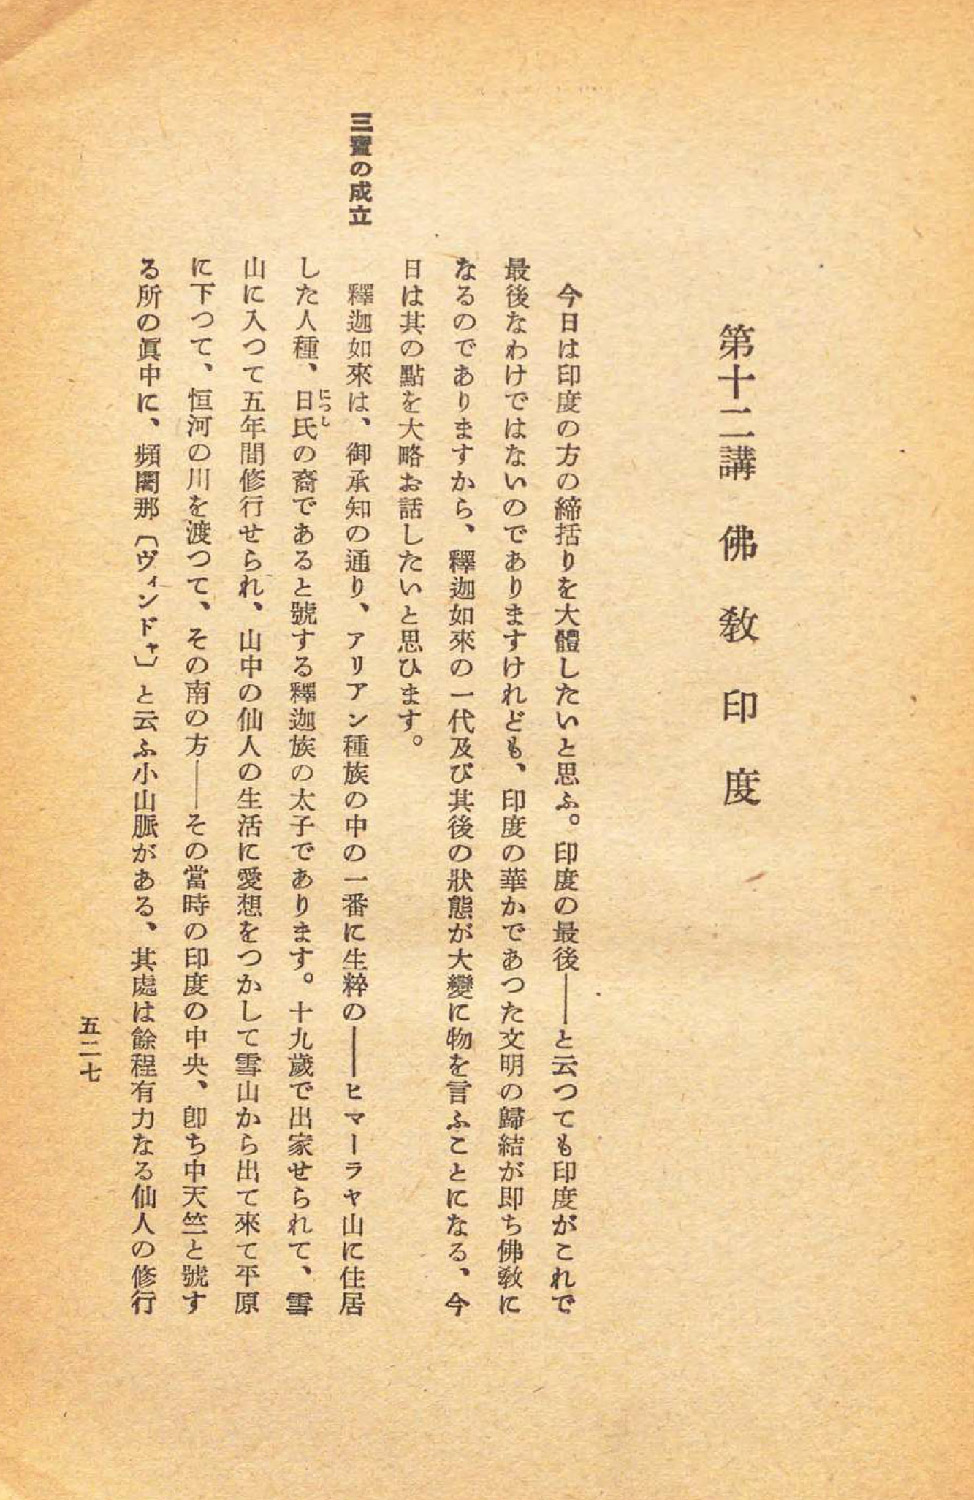 第十二講　佛教印度
今日は印度の方の締括りを大體したいと思ふ。印度の最後――と云つても印度がこれで
最後なわけではないのでありますけれども、印度の華かであつた文明の歸結が即ち佛教に
なるのでありますから、釋迦如來の一代及び其後の狀態が大變に物を言ふことになる、今
日は其の點を大略お話したいと思ひます。
三寶の成立
釋迦如來は、御承知の通り、アリアン種族の中の一番に生粹の――ヒマーラヤ山に住居
した人種、日氏の裔であると號する釋迦族の太子であります。十九歲で出家せられて、雪
につし
山に入つて五年間修行せられ、山中の仙人の生活に愛想をつかして雪山から出て來て平原
に下つて、恒河の川を渡つて、その南の方――その當時の印度の中央、卽ち中天竺と號す
る所の眞中に、頻闍那〔ヴィンドャ〕と云ふ小山脈がある、其處は餘程有力なる仙人の修行
五二七